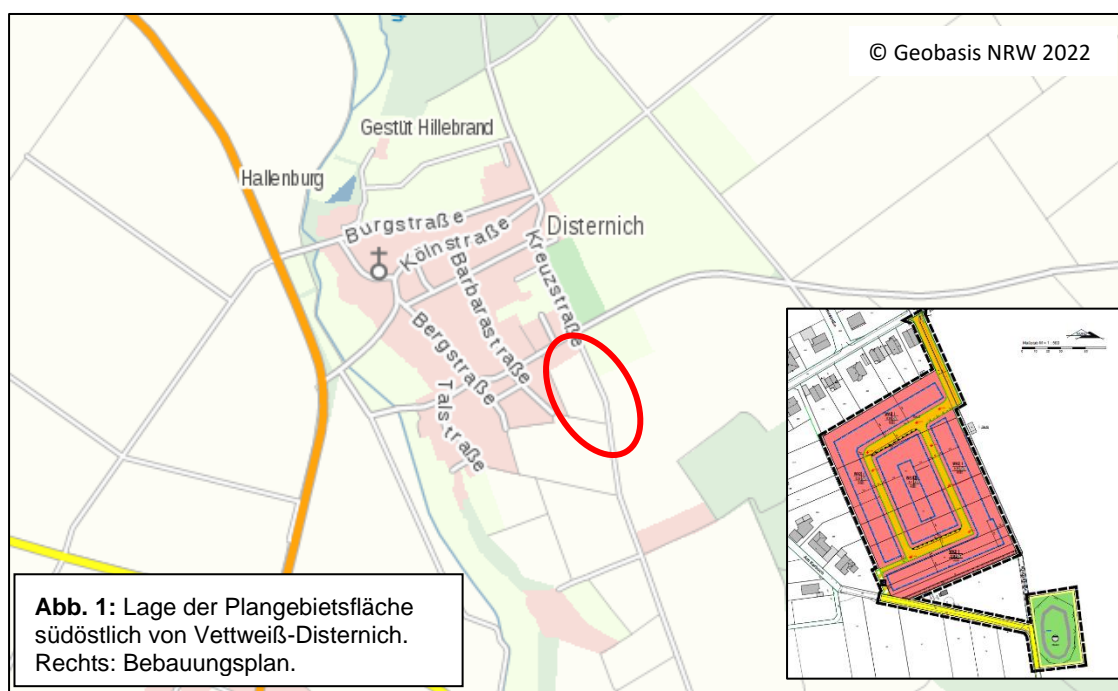 © Geobasis NRW 2022
Gestüt Hillebrand
Hallenburg
Burgstraße
Disternich
Kölnstraße
Kreuzstraße
Barbarastraße
Bergstraße
Talstraße
Abb. 1: Lage der Plangebietsfläche
südöstlich von Vettweiß-Disternich.
Rechts: Bebauungsplan.